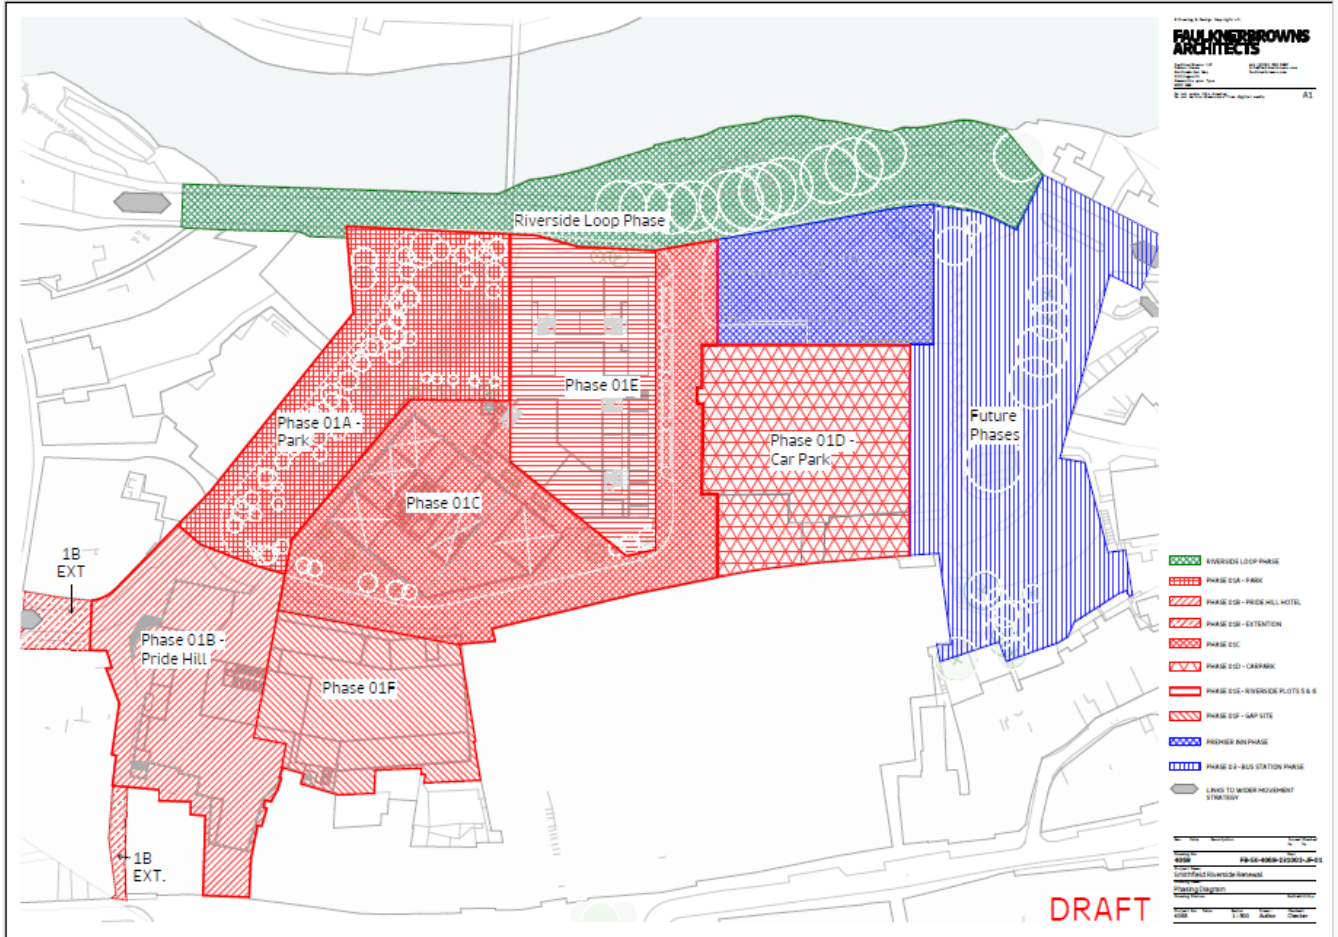 FAULKNERBROWNS
ARCHITECTS
A1
Riverside Loop Phase
Phase 01E
Phase 01A -
Park
Future
Phases
Phase 01D -
Car Park
Phase 01C
1B
EXT
Phase 01B -
Pride Hill
Phase 01F
1B
EXT.
RIVERSIDE LOOP PHASE
PHASE 01A - PARK
PHASE 01B - PRIDE HILL HOTEL
PHASE 01B - EXTENTION
PHASE 01C
PHASE 01D - CARPARK
PHASE 01E - RIVERSIDE PLOTS 5 & 6
PHASE 01F - GAP SITE
PREMIER INN PHASE
PHASE 03 - BUS STATION PHASE
LINKS TO WIDER MOVEMENT
STRATEGY
4058
Smithfield Riverside Renewal
Phasing Diagram
Author
Checker
DRAFT